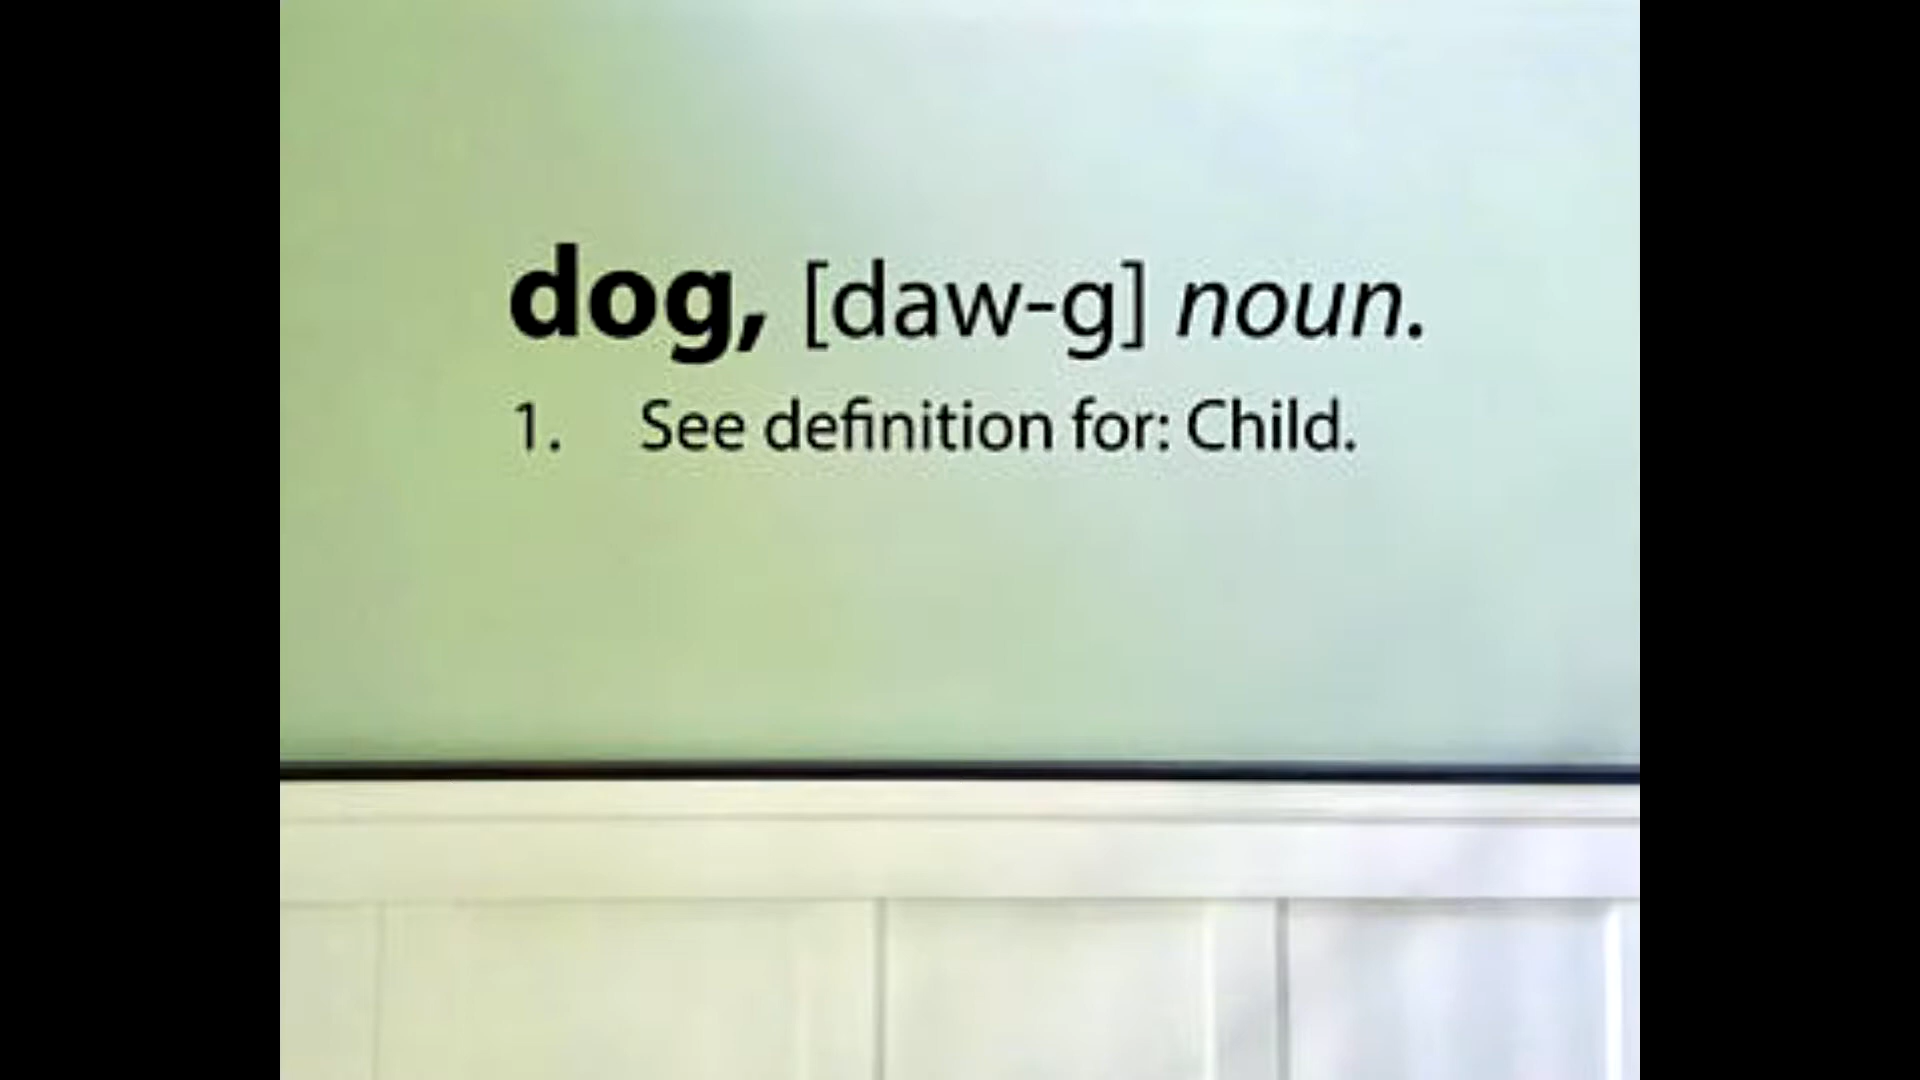 dog, [daw-g] noun.
1. See definition for: Child.